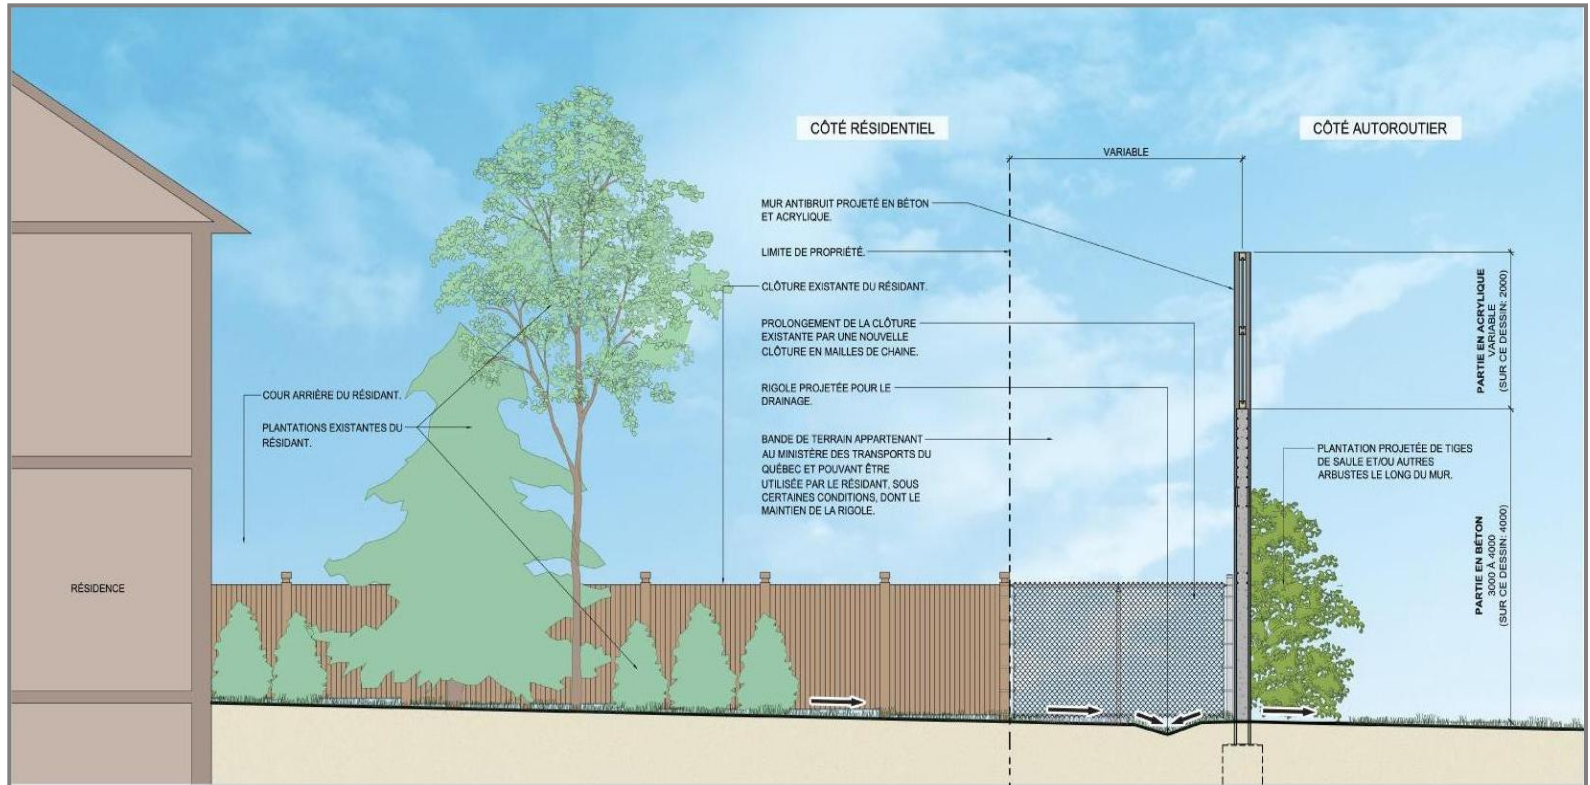 CÔTÉ RÉSIDENTIEL
CÔTÉ AUTOROUTIER
VARIABLE
MUR ANTIBRUIT PROJETÉ EN BÉTON
ET ACRYLIQUE.
LIMITE DE PROPRIÉTÉ.
CLÔTURE EXISTANTE DU RÉSIDANT.
PROLONGEMENT DE LA CLÔTURE
EXISTANTE PAR UNE NOUVELLE
CLÔTURE EN MAILLES DE CHAINE.
RIGOLE PROJETÉE POUR LE
DRAINAGE.
BANDE DE TERRAIN APPARTENANT
AU MINISTÈRE DES TRANSPORTS DU
QUÉBEC ET POUVANT ÊTRE
UTILISÉE PAR LE RÉSIDANT, SOUS
CERTAINES CONDITIONS, DONT LE
MAINTIEN DE LA RIGOLE.
COUR ARRIÈRE DU RÉSIDANT.
PLANTATIONS EXISTANTES DU
RÉSIDANT.
RÉSIDENCE
PARTIE EN ACRYLIQUE
VARIABLE
(SUR CE DESSIN: 2000)
PLANTATION PROJETÉE DE TIGES
DE SAULE ET/OU AUTRES
ARBUSTES LE LONG DU MUR.
PARTIE EN BÉTON
3000 À 4000
(SUR CE DESSIN: 4000)